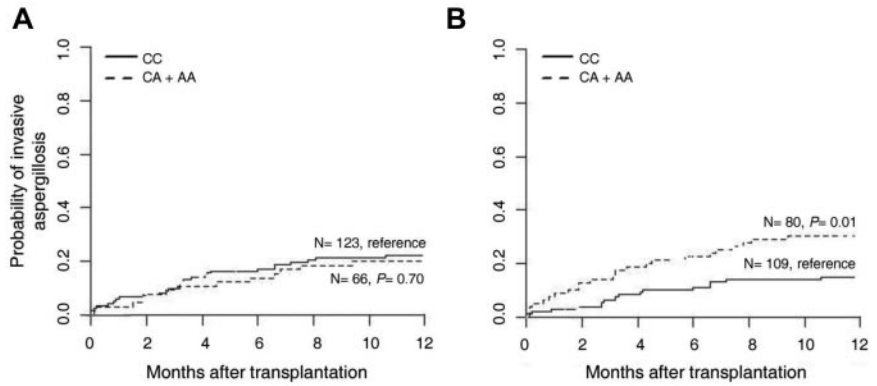 A
CC
CA + AA
Probability of invasive
aspergillosis
1.0
0.8
0.6
0.4
0.2
0.0
N= 123, reference
N= 66, P= 0.70
0 2 4 6 8 10 12
Months after transplantation
B
CC
CA + AA
1.0
0.8
0.6
0.4
0.2
0.0
N= 80, P= 0.01
N= 109, reference
0 2 4 6 8 10 12
Months after transplantation